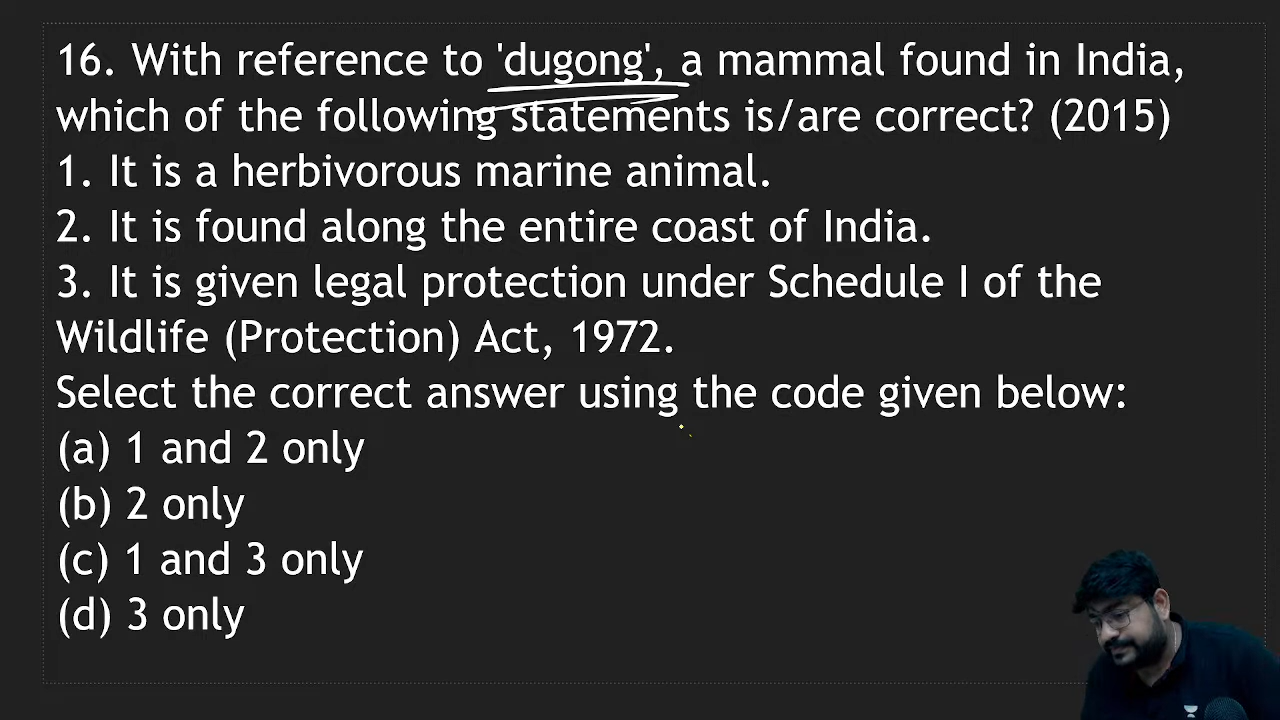 16. With reference to 'dugong', a mammal found in India,
which of the following statements is/are correct? (2015)
1. It is a herbivorous marine animal.
2. It is found along the entire coast of India.
3. It is given legal protection under Schedule I of the
Wildlife (Protection) Act, 1972.
Select the correct answer using the code given below:
(a) 1 and 2 only
(b) 2 only
(c) 1 and 3 only
(d) 3 only